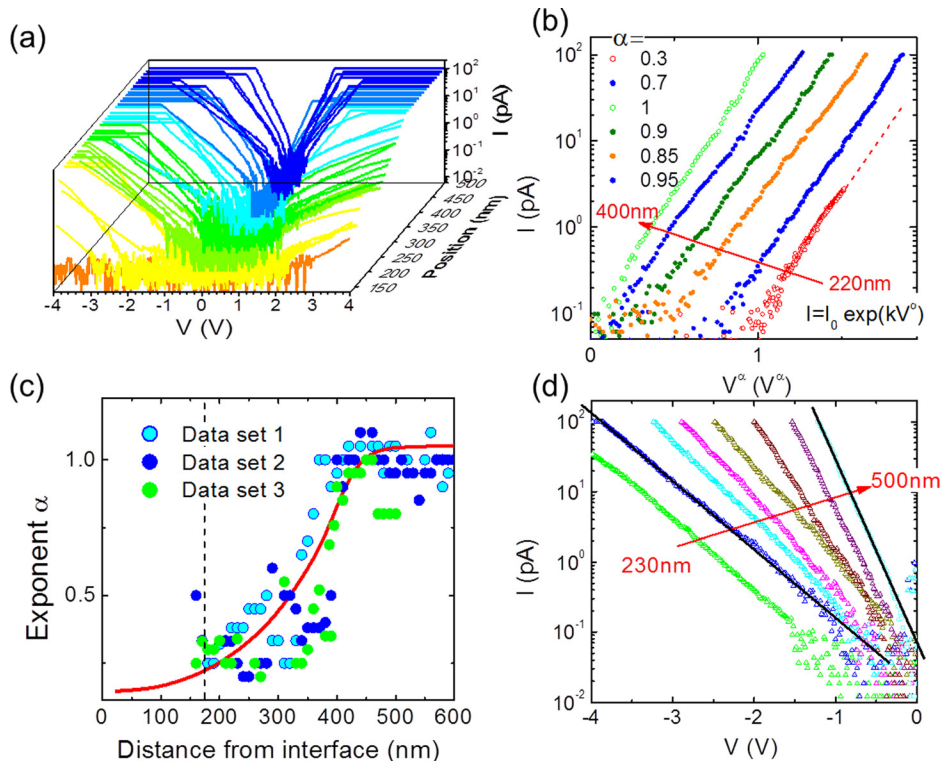 (a)
10²
10¹
10⁰
10⁻¹
10⁻²
I (pA)
500
450
400
350
300
250
200
150
Position (nm)
-4 -3 -2 -1 0 1 2 3 4
V (V)
(b)
α=
0.3
0.7
1
0.9
0.85
0.95
10²
10¹
10⁰
10⁻¹
I (pA)
400nm
220nm
I=I₀ exp(kVᵅ)
0 1
Vᵅ (Vᵅ)
(c)
Data set 1
Data set 2
Data set 3
1.0
0.5
Exponent α
0 100 200 300 400 500 600
Distance from interface (nm)
(d)
10²
10¹
10⁰
10⁻¹
10⁻²
I (pA)
500nm
230nm
-4 -3 -2 -1 0
V (V)